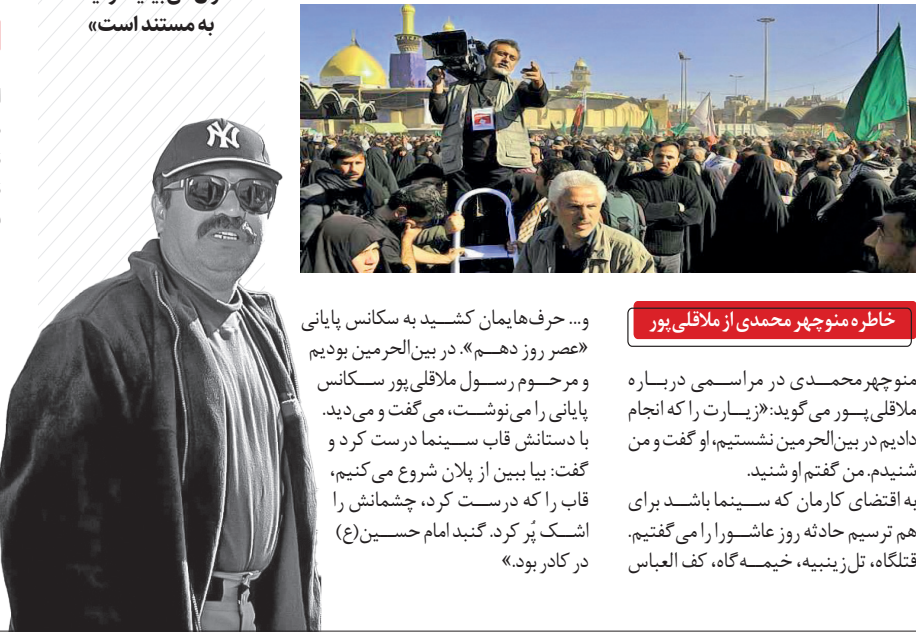 به مستند است»
NY
خاطره منوچهر محمدی از ملاقلی‌پور
منوچهرمحمدی در مراسمی درباره
ملاقلی‌پور می‌گوید:«زیارت را که انجام
دادیم در بین‌الحرمین نشستیم، او گفت و من
شنیدم. من گفتم او شنید.
به اقتضای کارمان که سینما باشد برای
هم ترسیم حادثه روز عاشورا را می‌گفتیم.
قتلگاه، تل‌زینبیه، خیمه‌گاه، کف العباس
و... حرف‌هایمان کشید به سکانس پایانی
«عصر روز دهم». در بین‌الحرمین بودیم
و مرحوم رسول ملاقلی‌پور سکانس
پایانی را می‌نوشت، می‌گفت و می‌دید.
با دستانش قاب سینما درست کرد و
گفت: بیا ببین از پلان شروع می‌کنیم،
قاب را که درست کرد، چشمانش را
اشک پُر کرد. گنبد امام حسین(ع)
در کادر بود.»